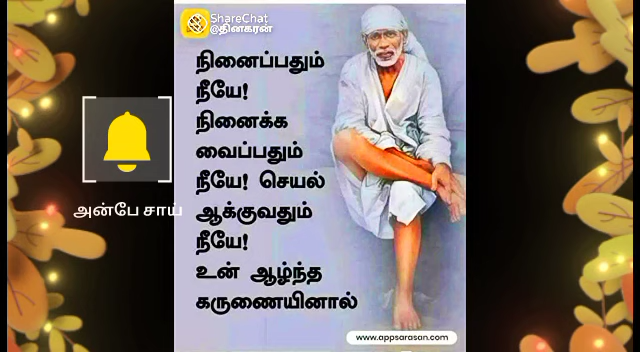 ShareChat
@தினகரன்
நினைப்பதும்
நீயே!
நினைக்க
வைப்பதும்
நீயே! செயல்
ஆக்குவதும்
நீயே!
உன் ஆழ்ந்த
கருணையினால்
அன்பே சாய்
www.appsarasan.com